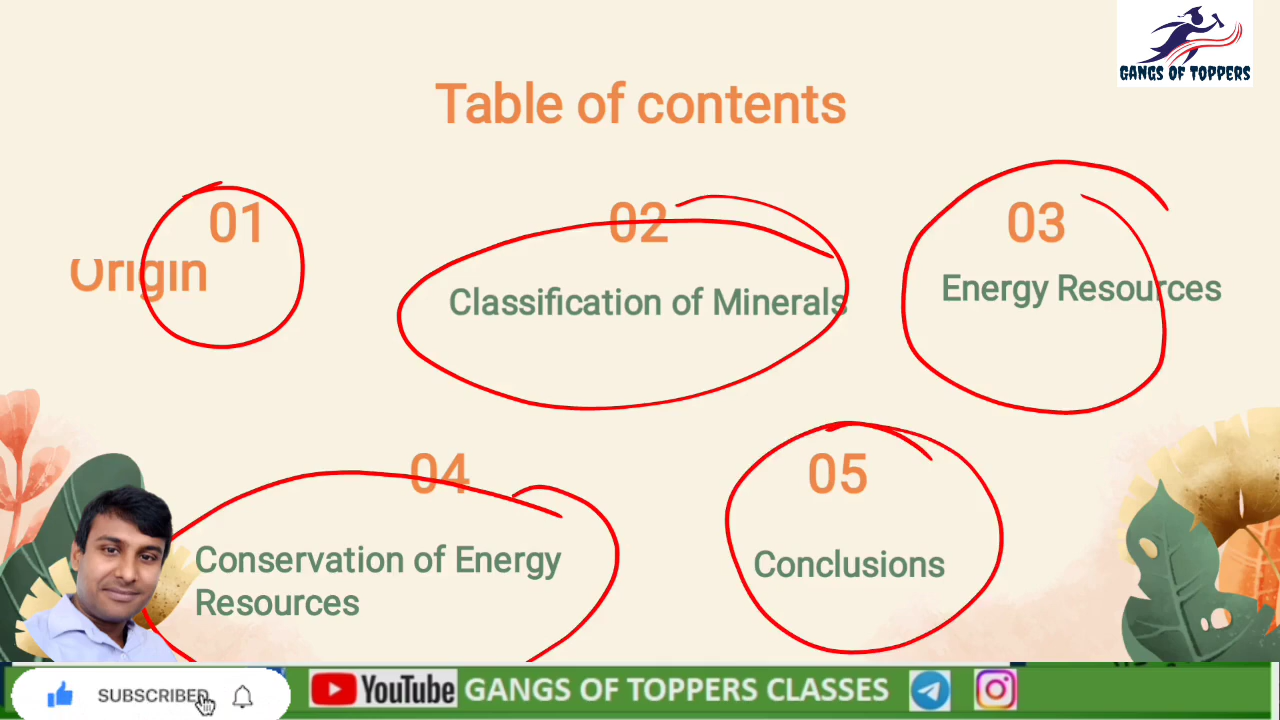 GANGS OF TOPPERS
Table of contents
01
Origin
02
Classification of Minerals
03
Energy Resources
04
Conservation of Energy
Resources
05
Conclusions
SUBSCRIBED
YouTube
GANGS OF TOPPERS CLASSES